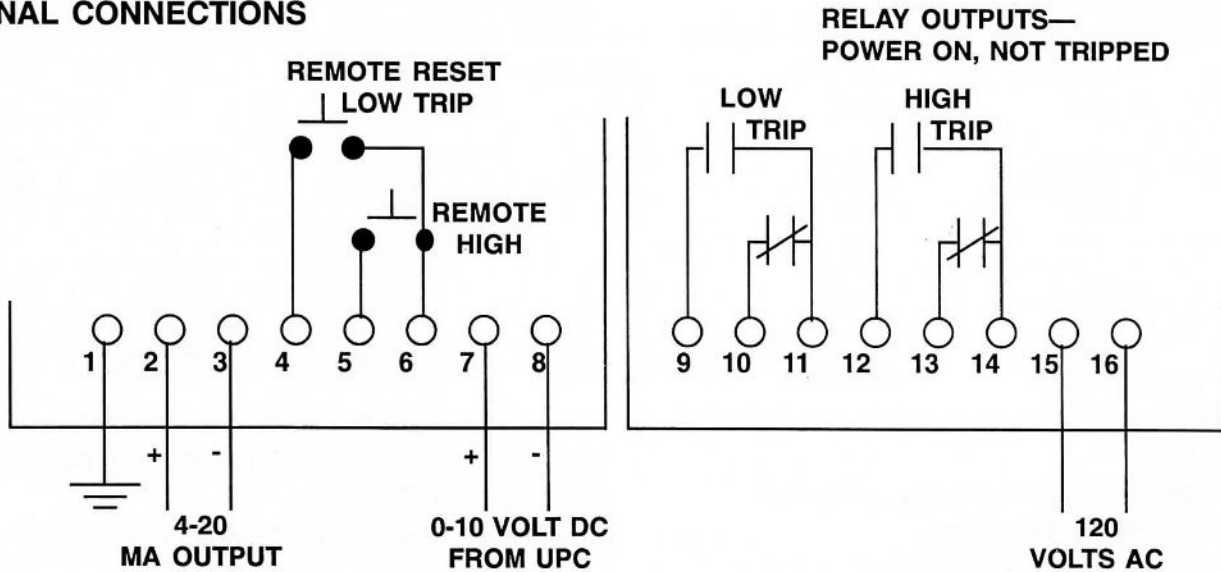 NAL CONNECTIONS
REMOTE RESET
LOW TRIP
REMOTE
HIGH
1 2 3 4 5 6 7 8
+ - + -
4-20
MA OUTPUT
0-10 VOLT DC
FROM UPC
RELAY OUTPUTS—
POWER ON, NOT TRIPPED
LOW
TRIP
HIGH
TRIP
9 10 11 12 13 14 15 16
120
VOLTS AC